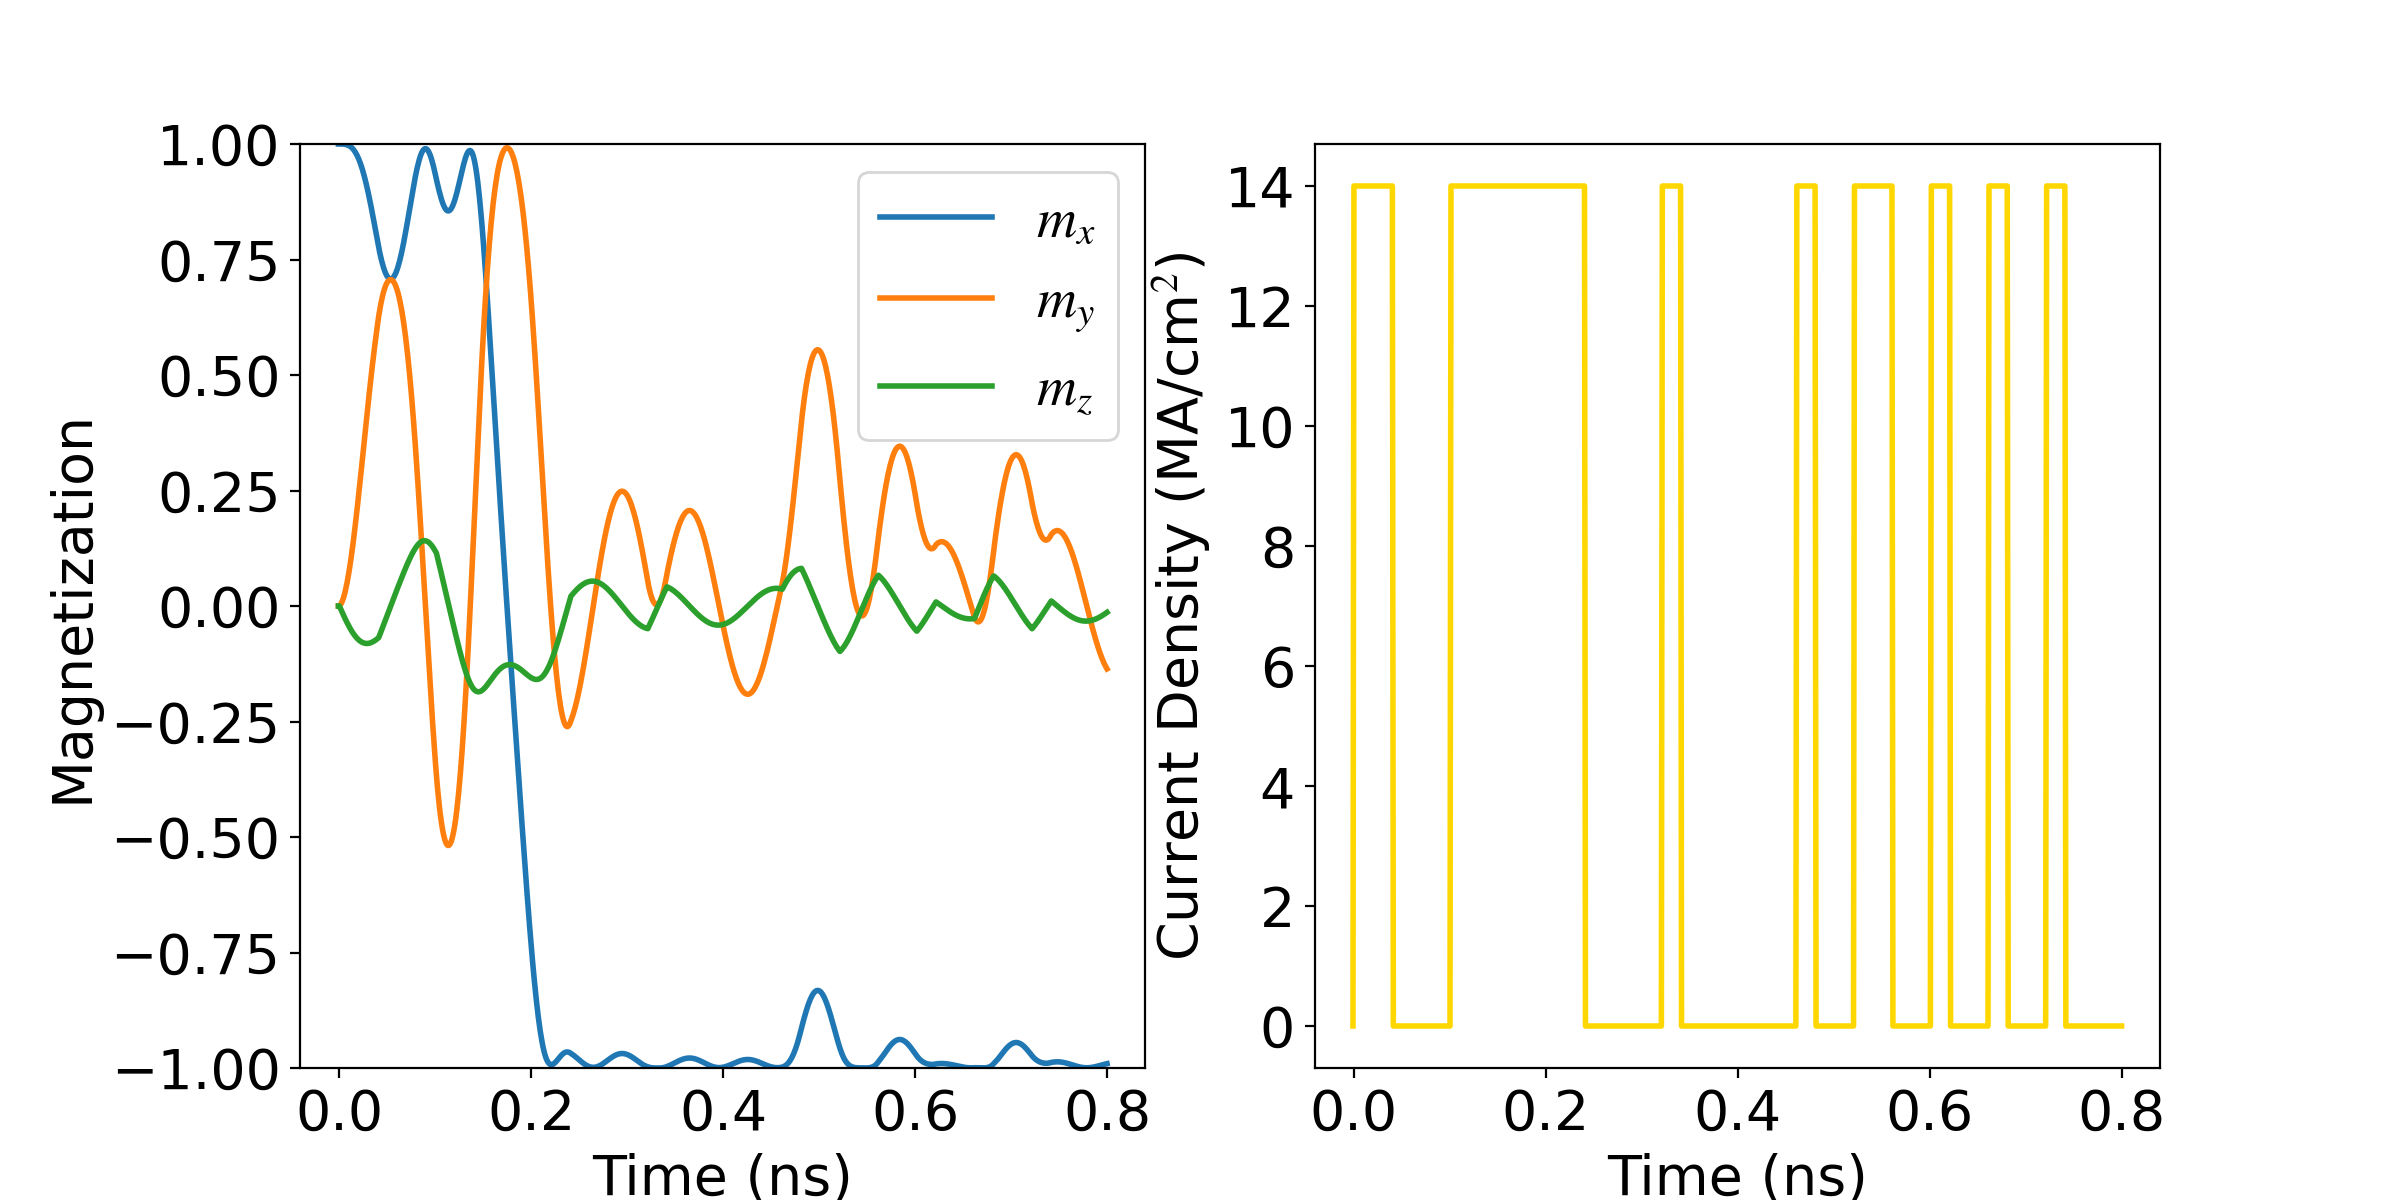 1.00
0.75
0.50
0.25
0.00
−0.25
−0.50
−0.75
−1.00
Magnetization
0.0 0.2 0.4 0.6 0.8
Time (ns)
m_x
m_y
m_z
14
12
10
8
6
4
2
0
Current Density (MA/cm²)
0.0 0.2 0.4 0.6 0.8
Time (ns)